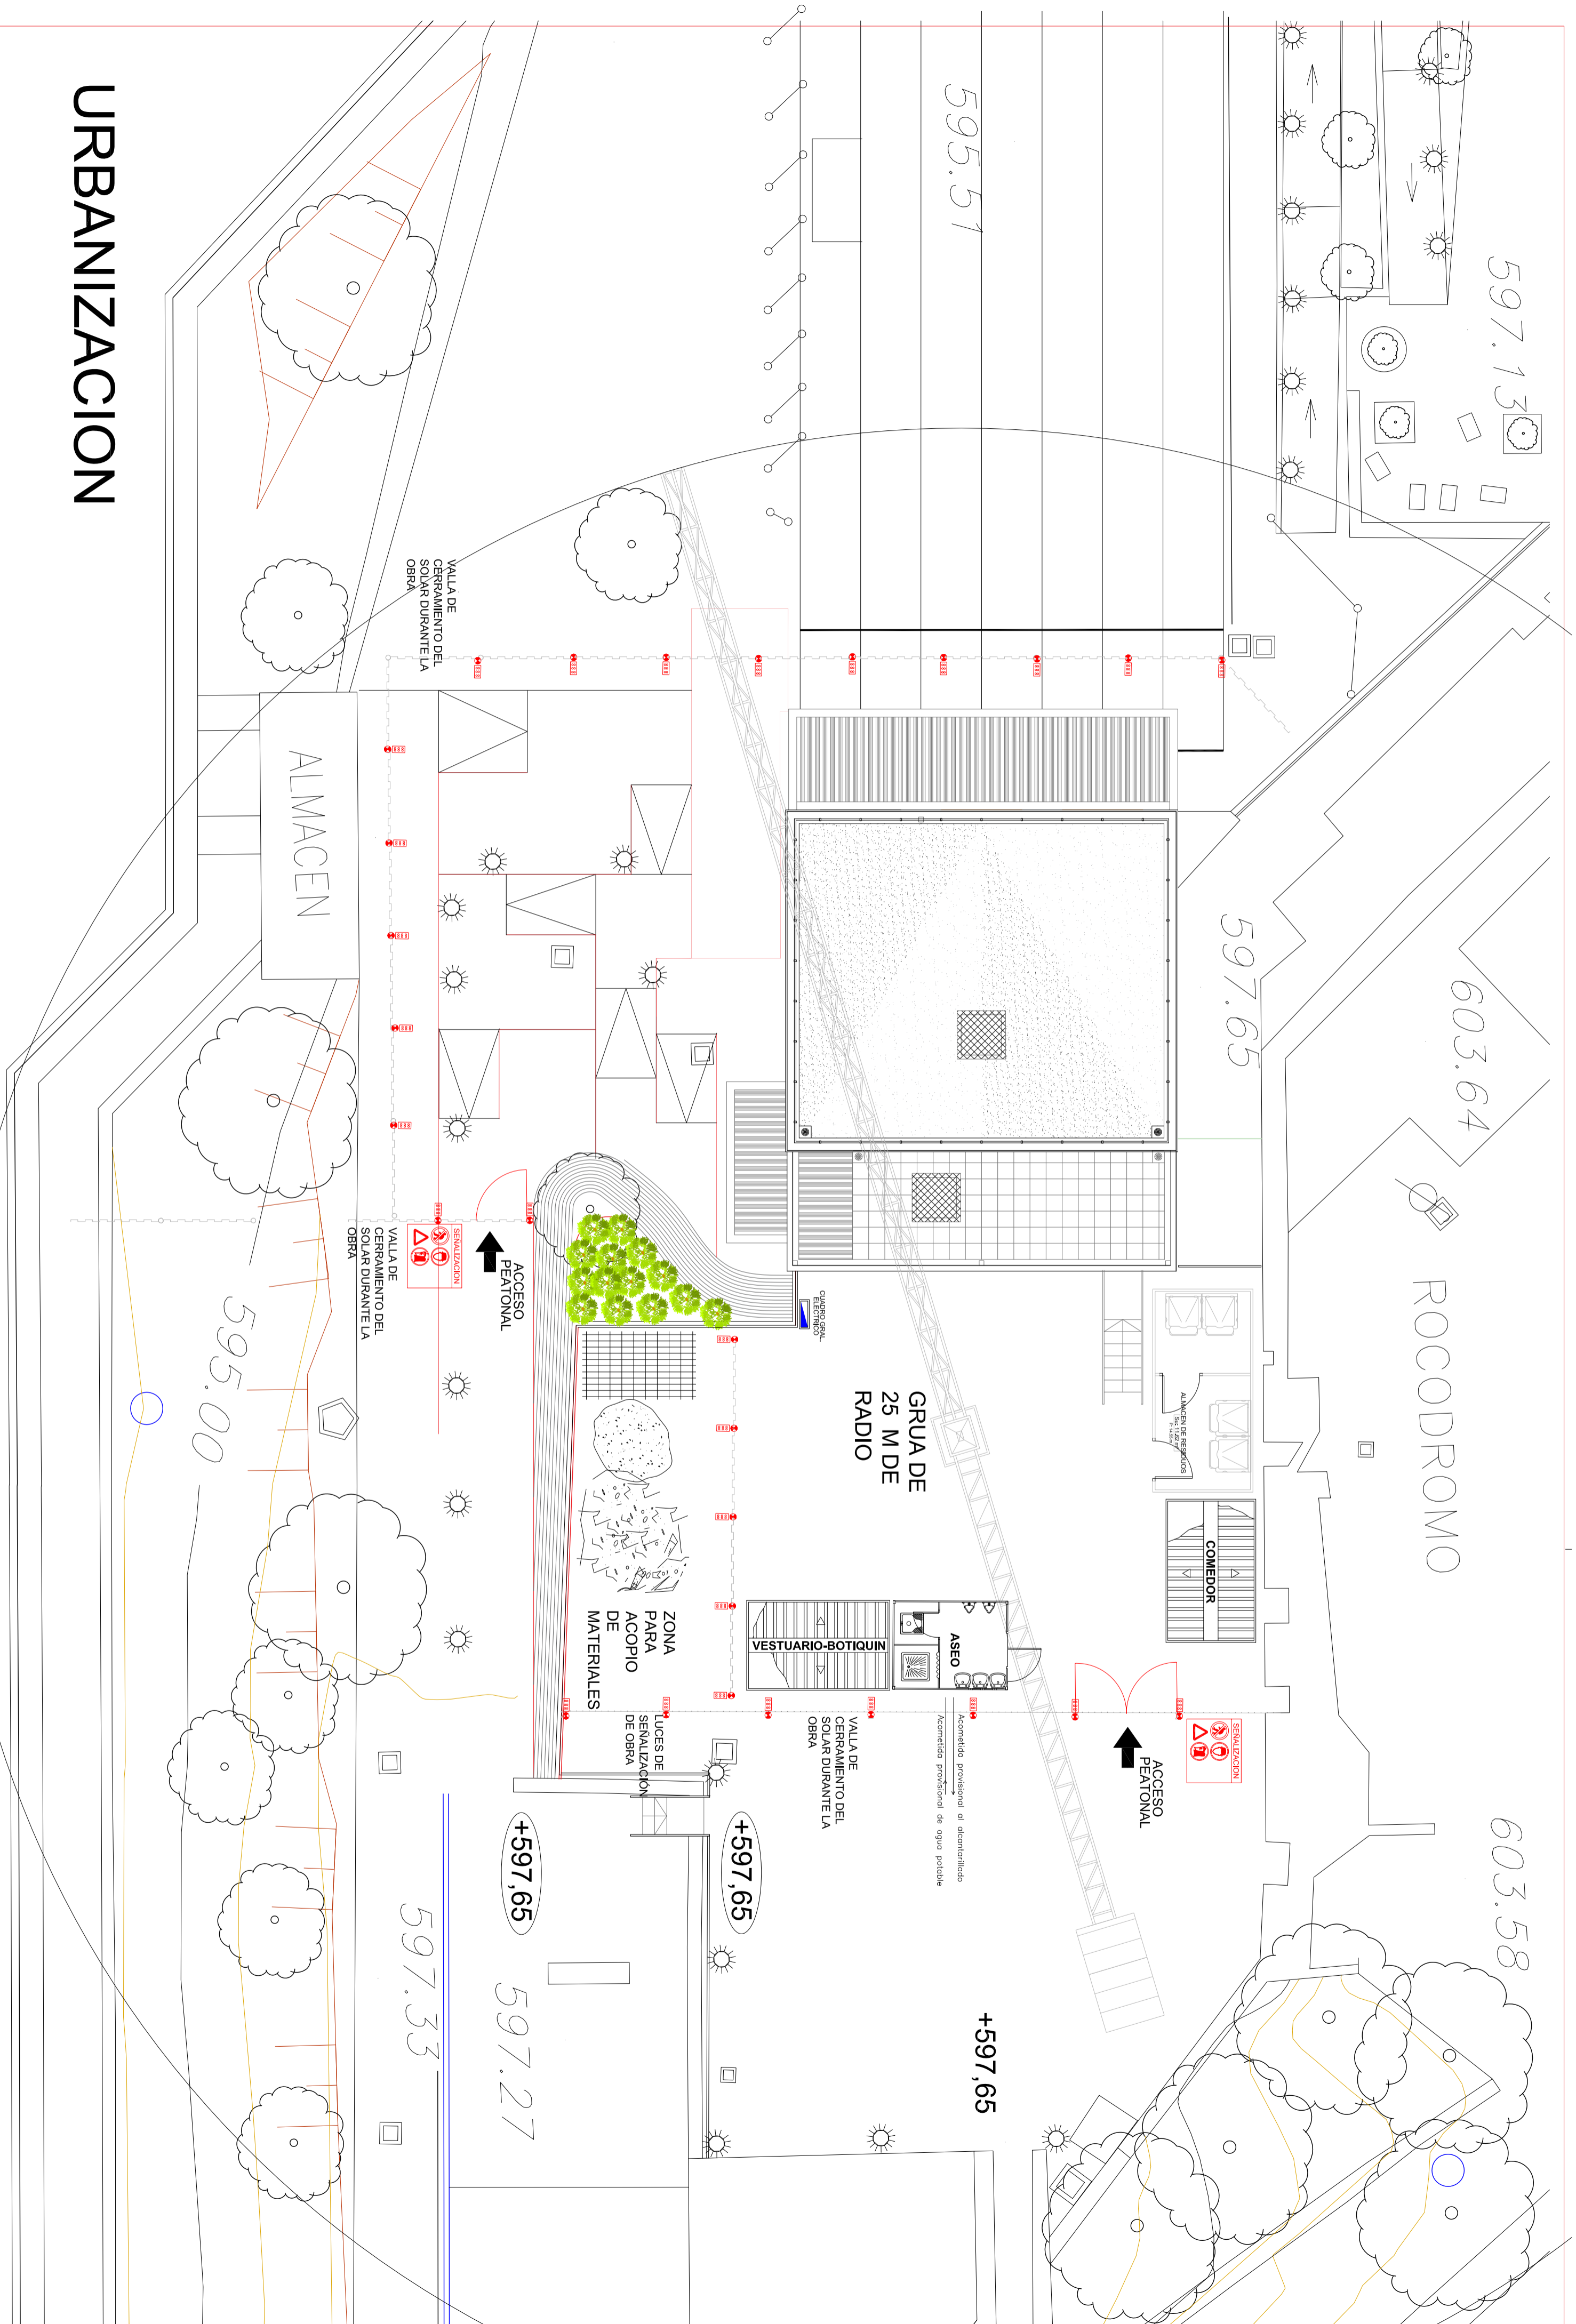 URBANIZACION
595.51
597.13
VALLA DE
CERRAMIENTO DEL
SOLAR DURANTE LA
OBRA
ALMACEN
597.65
603.64
ROCODROMO
603.58
595.00
VALLA DE
CERRAMIENTO DEL
SOLAR DURANTE LA
OBRA
SEÑALIZACION
ACCESO
PEATONAL
CUADRO GRAL.
ELECTRICO
GRUA DE
25 M DE
RADIO
ALMACEN DE RESIDUOS
COMEDOR
VESTUARIO-BOTIQUIN
ASEO
ZONA
PARA
ACOPIO
DE
MATERIALES
LUCES DE
SEÑALIZACIÓN
DE OBRA
VALLA DE
CERRAMIENTO DEL
SOLAR DURANTE LA
OBRA
Acometida provisional al alcantarillado
Acometida provisional de agua potable
ACCESO
PEATONAL
SEÑALIZACION
+597,65
+597,65
+597,65
597.33
597.27